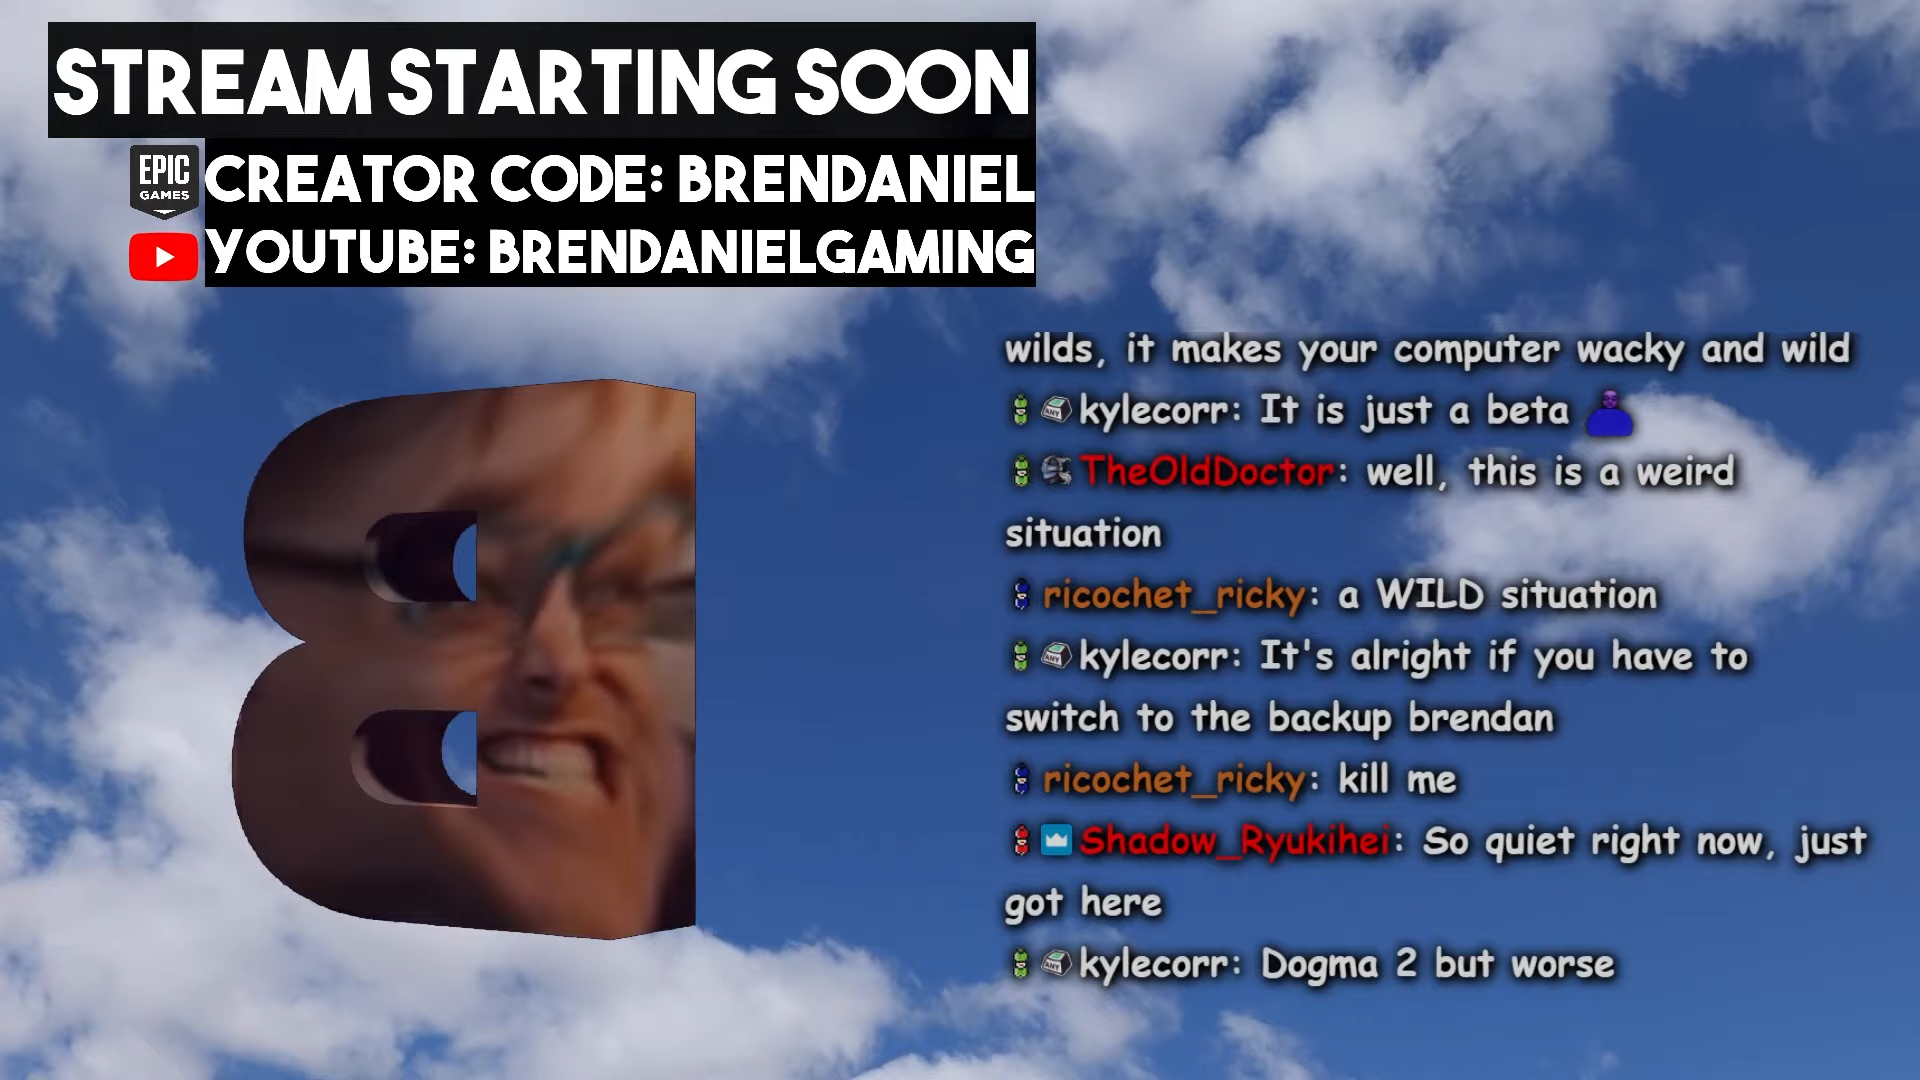 STREAM STARTING SOON
EPIC
GAMES
CREATOR CODE: BRENDANIEL
YOUTUBE: BRENDANIELGAMING
wilds, it makes your computer wacky and wild
ANY
kylecorr: It is just a beta
TheOldDoctor: well, this is a weird
situation
ricochet_ricky: a WILD situation
ANY
kylecorr: It's alright if you have to
switch to the backup brendan
ricochet_ricky: kill me
Shadow_Ryukihei: So quiet right now, just
got here
ANY
kylecorr: Dogma 2 but worse